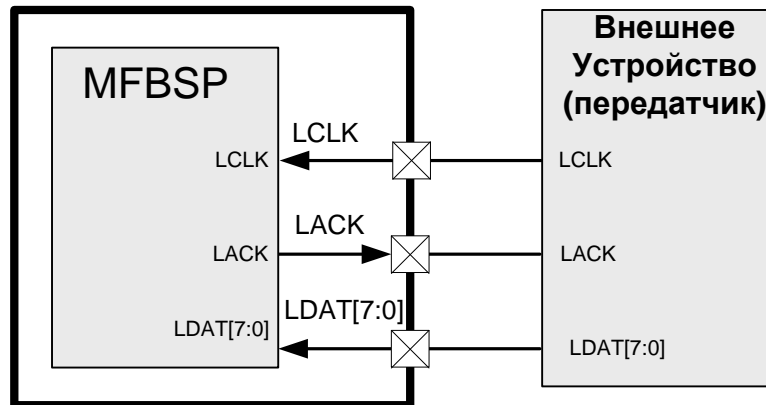 MFBSP
LCLK
LCLK
LACK
LACK
LDAT[7:0]
LDAT[7:0]
Внешнее
Устройство
(передатчик)
LCLK
LACK
LDAT[7:0]